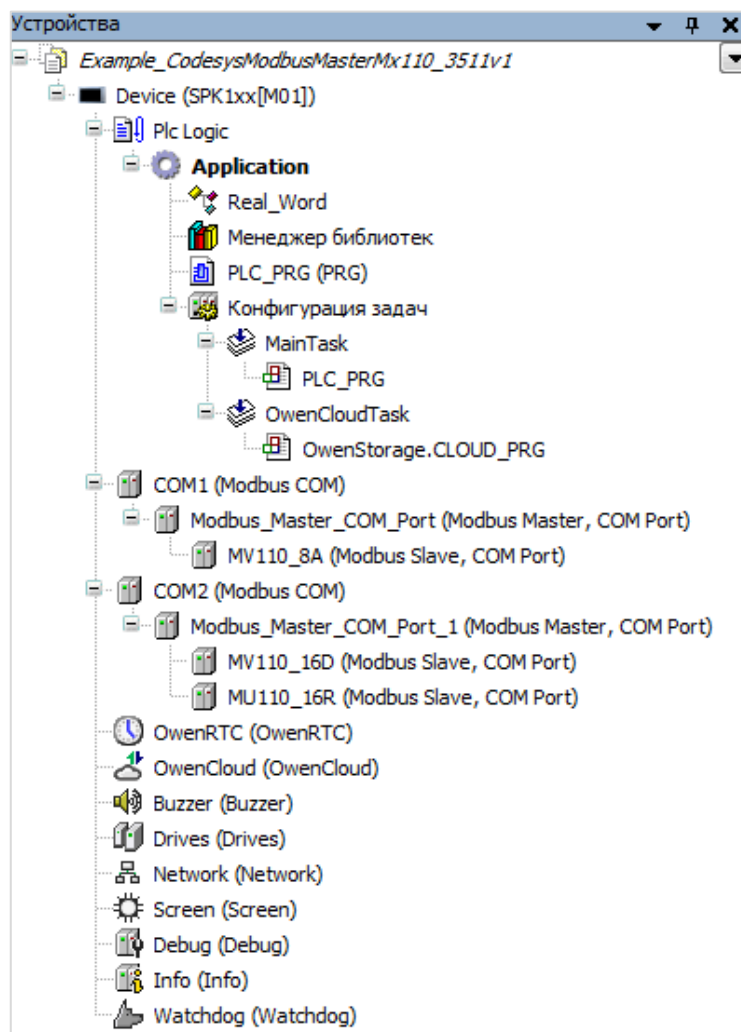 Устройства
Example_CodesysModbusMasterMx110_3511v1
Device (SPK1xx[M01])
Plc Logic
Application
Real_Word
Менеджер библиотек
PLC_PRG (PRG)
Конфигурация задач
MainTask
PLC_PRG
OwenCloudTask
OwenStorage.CLOUD_PRG
COM1 (Modbus COM)
Modbus_Master_COM_Port (Modbus Master, COM Port)
MV110_8A (Modbus Slave, COM Port)
COM2 (Modbus COM)
Modbus_Master_COM_Port_1 (Modbus Master, COM Port)
MV110_16D (Modbus Slave, COM Port)
MU110_16R (Modbus Slave, COM Port)
OwenRTC (OwenRTC)
OwenCloud (OwenCloud)
Buzzer (Buzzer)
Drives (Drives)
Network (Network)
Screen (Screen)
Debug (Debug)
Info (Info)
Watchdog (Watchdog)